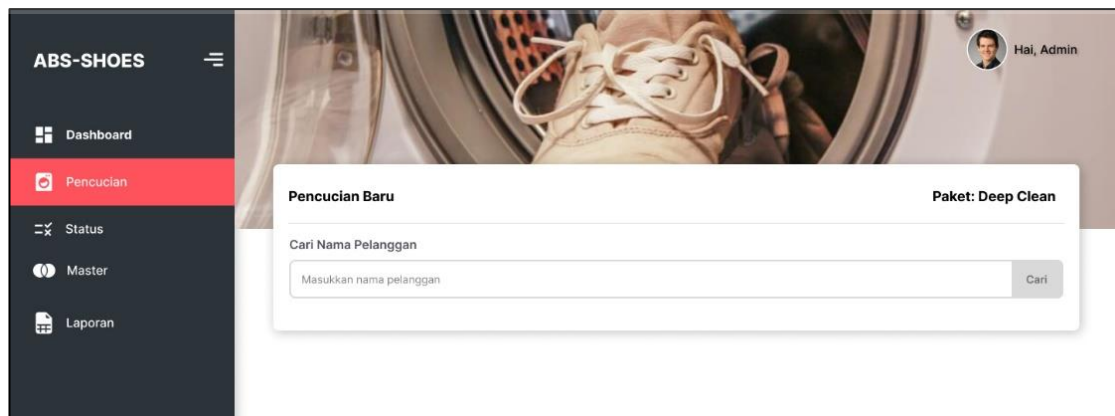 ABS-SHOES
Hai, Admin
Dashboard
Pencucian
Status
Master
Laporan
Pencucian Baru
Paket: Deep Clean
Cari Nama Pelanggan
Masukkan nama pelanggan
Cari